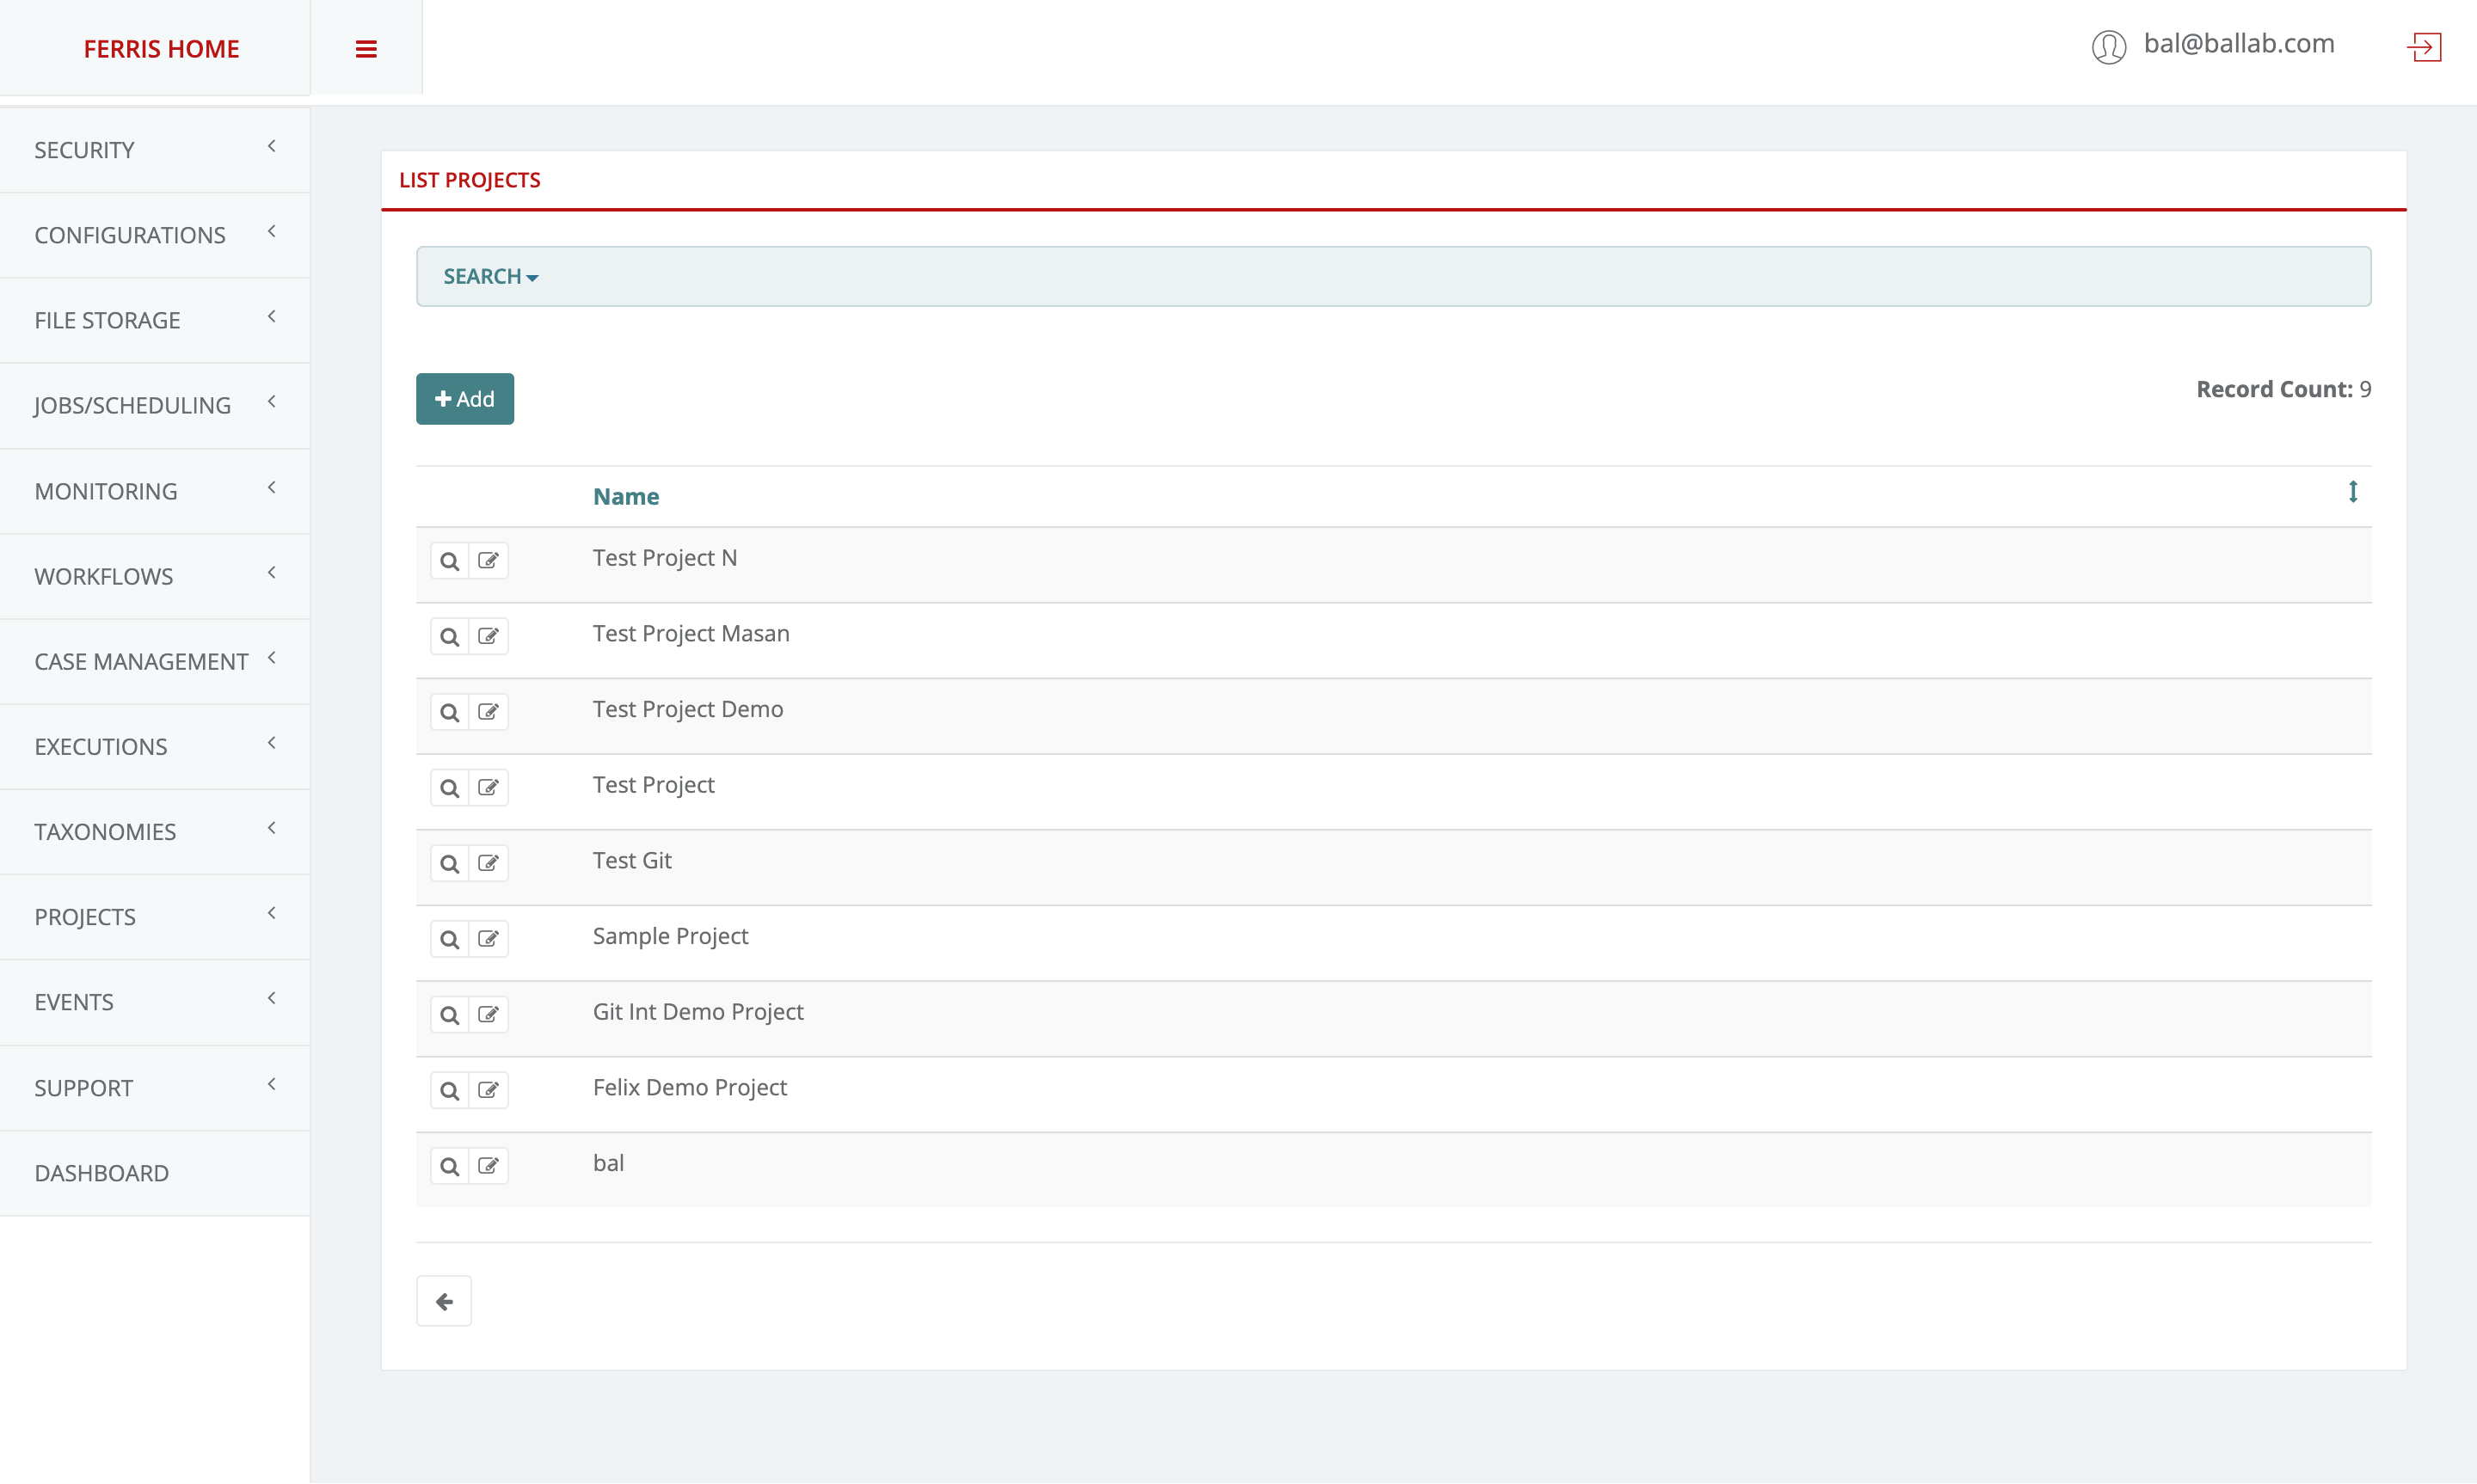 FERRIS HOME
bal@ballab.com
SECURITY
CONFIGURATIONS
FILE STORAGE
JOBS/SCHEDULING
MONITORING
WORKFLOWS
CASE MANAGEMENT
EXECUTIONS
TAXONOMIES
PROJECTS
EVENTS
SUPPORT
DASHBOARD
LIST PROJECTS
SEARCH
Add
Record Count: 9
Name
Test Project N
Test Project Masan
Test Project Demo
Test Project
Test Git
Sample Project
Git Int Demo Project
Felix Demo Project
bal